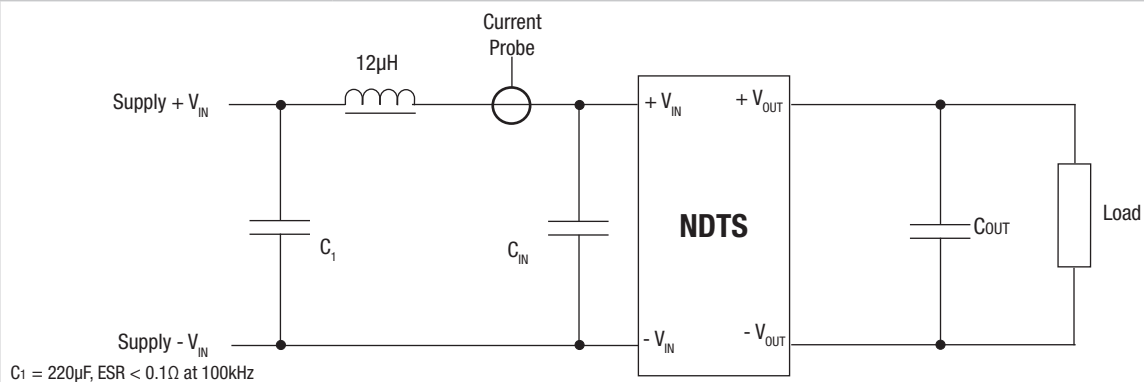 Current
Probe
12µH
Supply + V_IN
+ V_IN
+ V_OUT
C_1
C_IN
NDTS
COUT
Load
Supply - V_IN
- V_IN
- V_OUT
C1 = 220µF, ESR < 0.1Ω at 100kHz